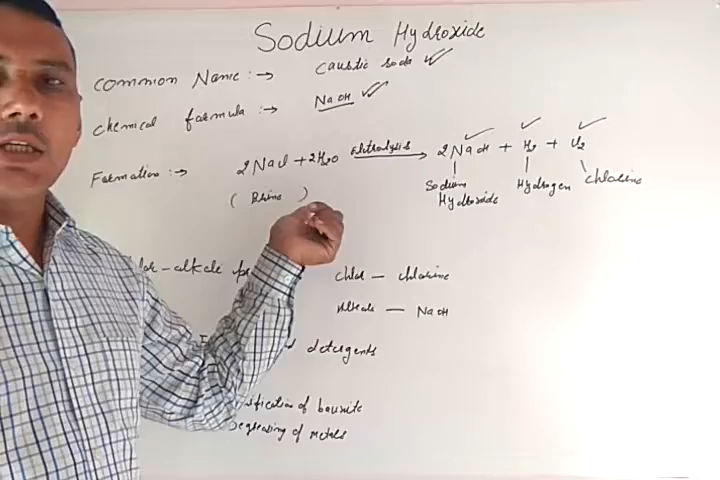 Sodium Hydroxide
Common Name :→ Caustic soda ✓
Chemical formula :→ NaOH ✓
Formation :→ 2NaCl + 2H2O electrolysis → 2NaOH + H2 + Cl2
(Brine) Sodium Hydroxide Hydrogen Chlorine
alkali
chlor — chlorine
Alkali — NaOH
detergents
of bauxite
Degreasing of metals